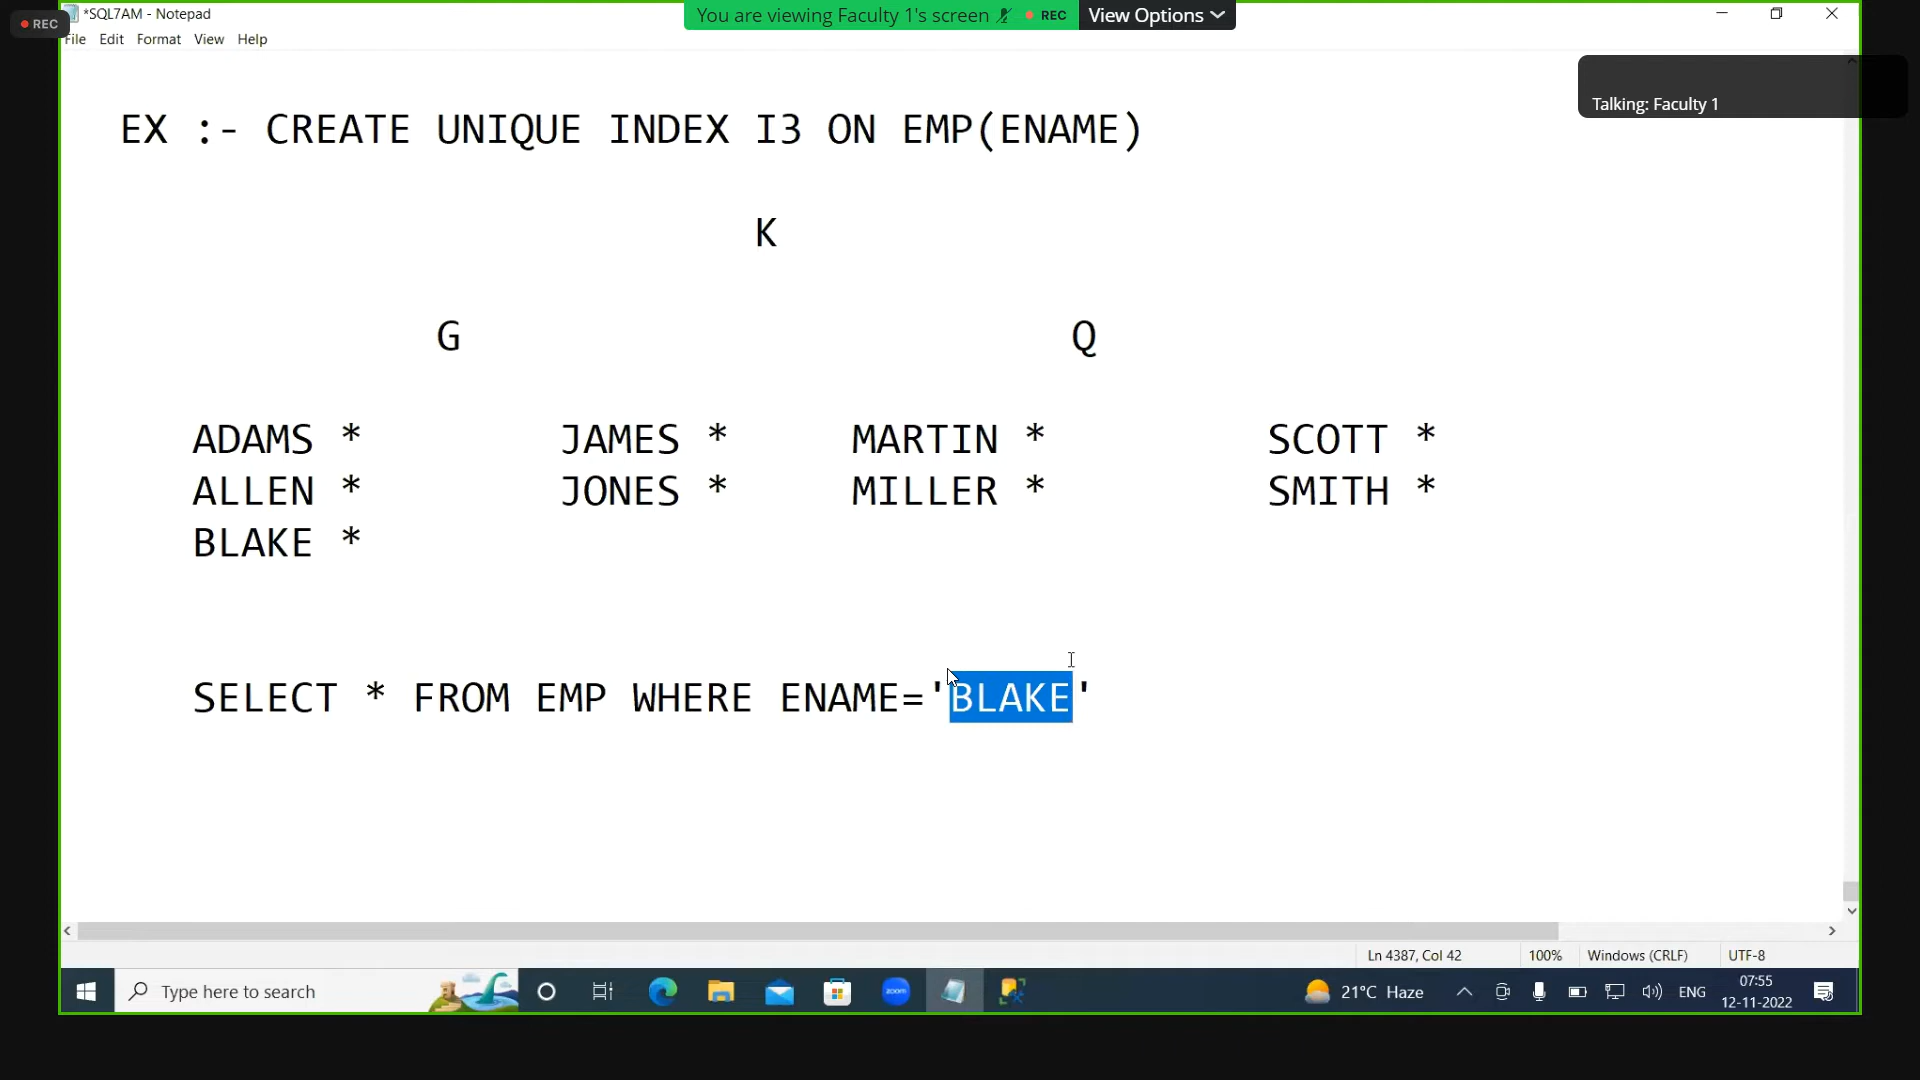 REC
*SQL7AM - Notepad
You are viewing Faculty 1's screen
REC
View Options
File Edit Format View Help
Talking: Faculty 1
EX :- CREATE UNIQUE INDEX I3 ON EMP(ENAME)
K
G Q
ADAMS * JAMES * MARTIN * SCOTT *
ALLEN * JONES * MILLER * SMITH *
BLAKE *
SELECT * FROM EMP WHERE ENAME='BLAKE'
Ln 4387, Col 42 100% Windows (CRLF) UTF-8
Type here to search
zoom
21°C Haze
ENG
07:55
12-11-2022